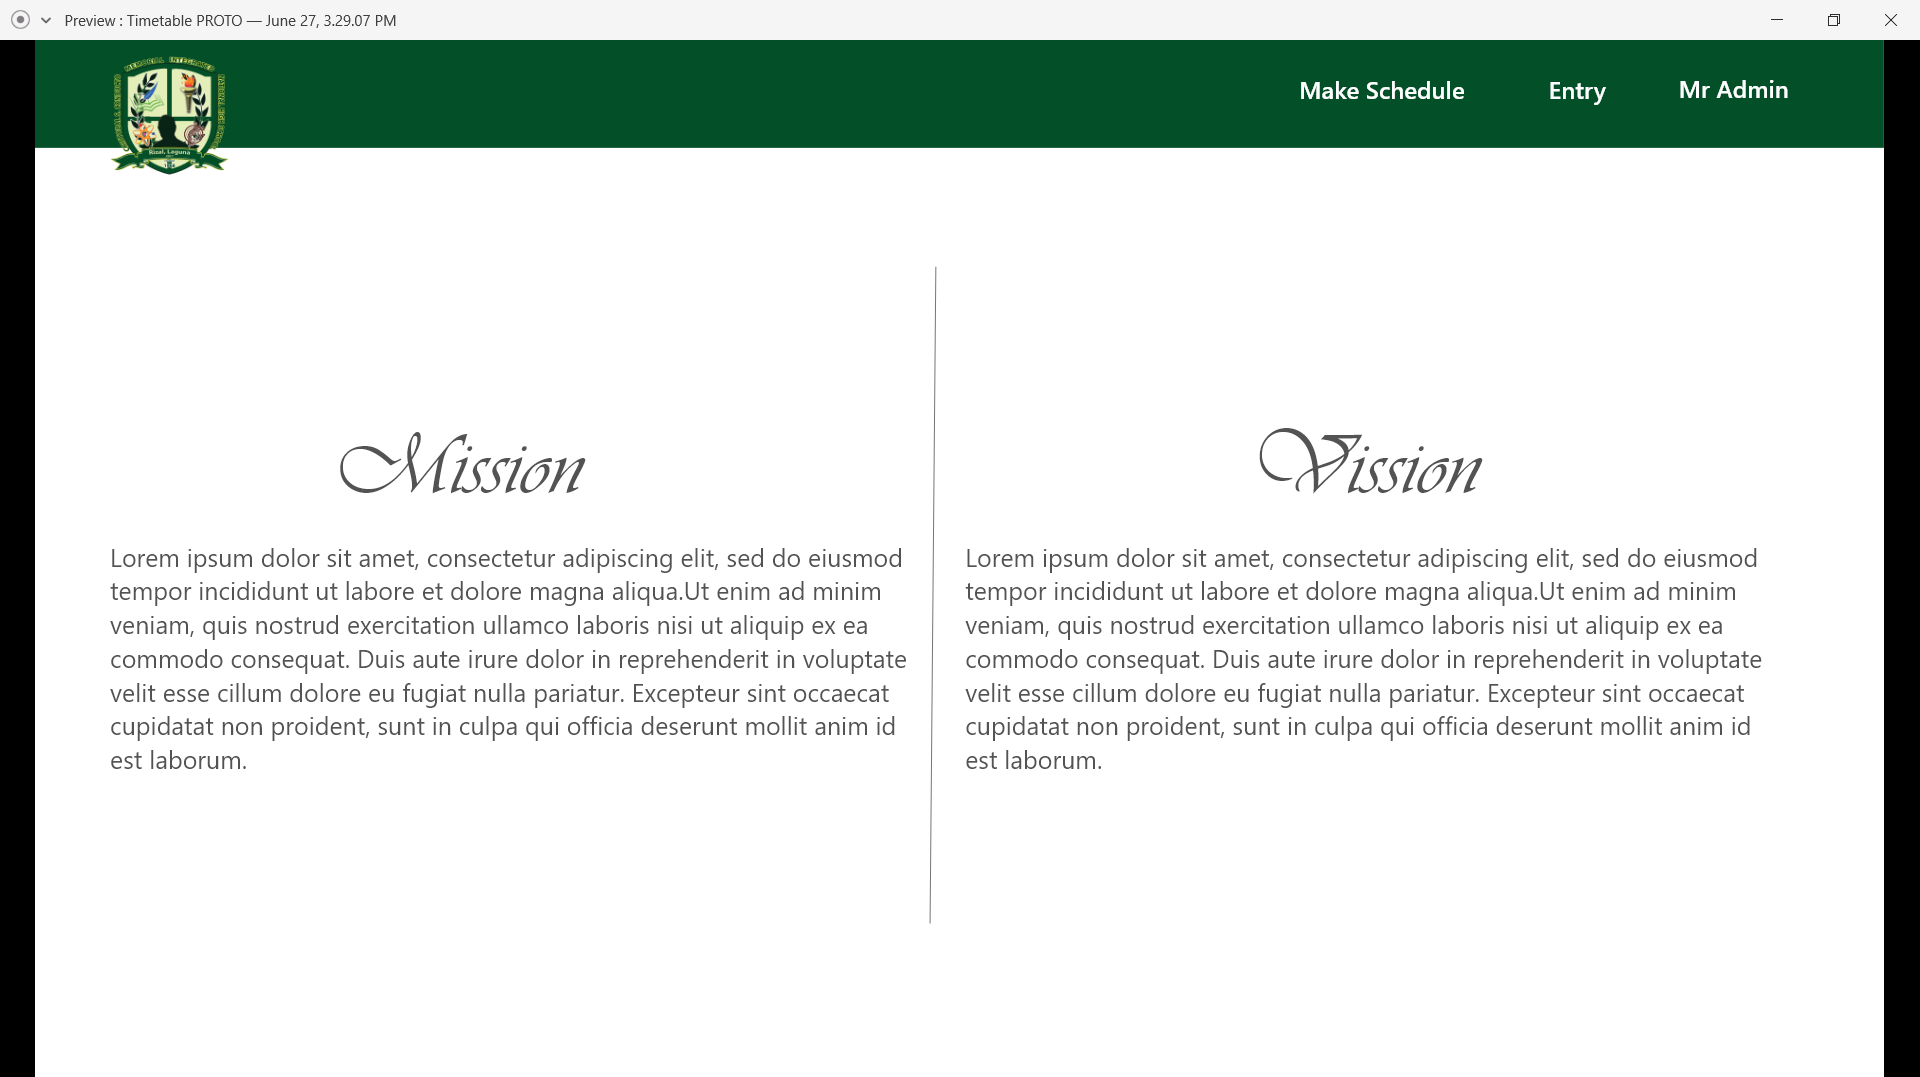 Preview : Timetable PROTO — June 27, 3.29.07 PM
MEMORIAL INTEGRATED
Rizal, Laguna
Make Schedule
Entry
Mr Admin
Mission
Lorem ipsum dolor sit amet, consectetur adipiscing elit, sed do eiusmod
tempor incididunt ut labore et dolore magna aliqua.Ut enim ad minim
veniam, quis nostrud exercitation ullamco laboris nisi ut aliquip ex ea
commodo consequat. Duis aute irure dolor in reprehenderit in voluptate
velit esse cillum dolore eu fugiat nulla pariatur. Excepteur sint occaecat
cupidatat non proident, sunt in culpa qui officia deserunt mollit anim id
est laborum.
Vission
Lorem ipsum dolor sit amet, consectetur adipiscing elit, sed do eiusmod
tempor incididunt ut labore et dolore magna aliqua.Ut enim ad minim
veniam, quis nostrud exercitation ullamco laboris nisi ut aliquip ex ea
commodo consequat. Duis aute irure dolor in reprehenderit in voluptate
velit esse cillum dolore eu fugiat nulla pariatur. Excepteur sint occaecat
cupidatat non proident, sunt in culpa qui officia deserunt mollit anim id
est laborum.